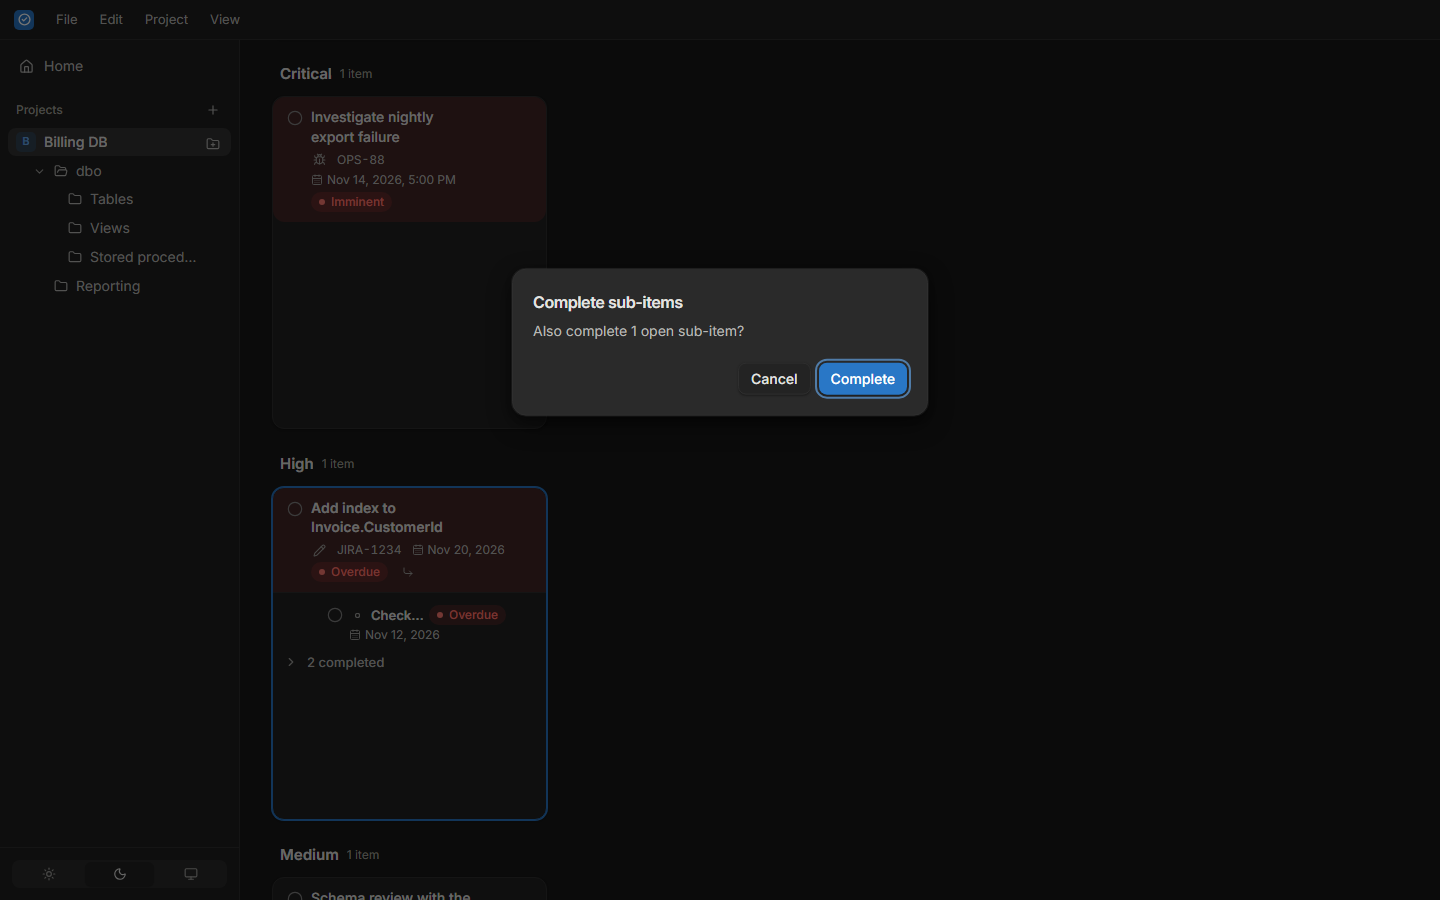 File Edit Project View
Home
Projects
B Billing DB
dbo
Tables
Views
Stored proced...
Reporting
Critical 1 item
Investigate nightly
export failure
OPS-88
Nov 14, 2026, 5:00 PM
Imminent
Complete sub-items
Also complete 1 open sub-item?
Cancel Complete
High 1 item
Add index to
Invoice.CustomerId
JIRA-1234 Nov 20, 2026
Overdue
Check... Overdue
Nov 12, 2026
2 completed
Medium 1 item
Schema review with the